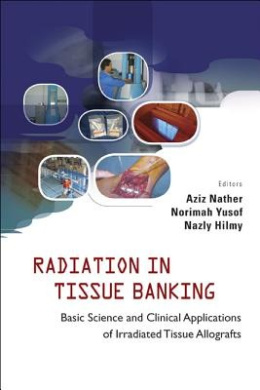 Editors
Aziz Nather
Norimah Yusof
Nazly Hilmy
RADIATION IN
TISSUE BANKING
Basic Science and Clinical Applications
of Irradiated Tissue Allografts